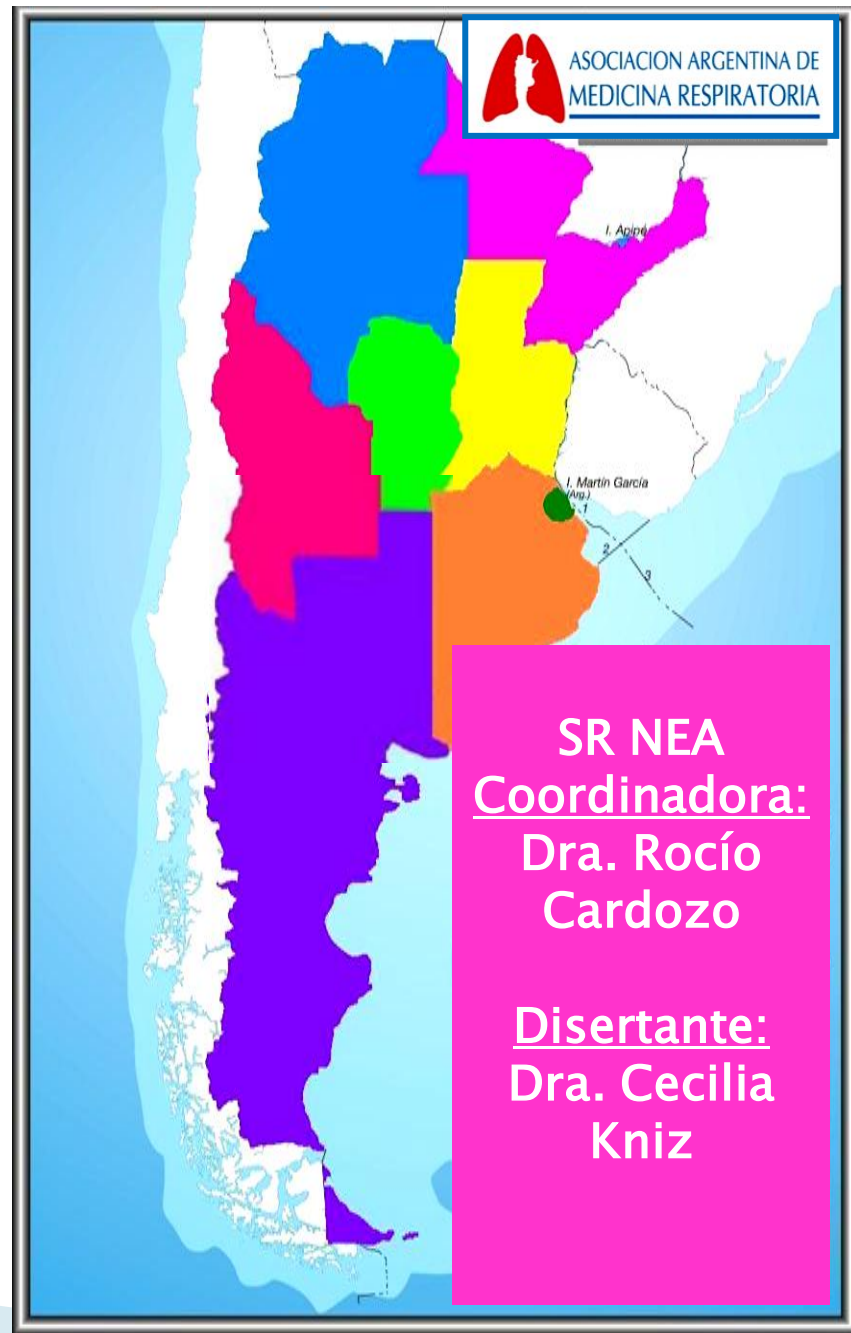 ASOCIACION ARGENTINA DE
MEDICINA RESPIRATORIA
I. Apipé
I. Martín García
(Arg.)
1
2
3
SR NEA
Coordinadora:
Dra. Rocío
Cardozo
Disertante:
Dra. Cecilia
Kniz